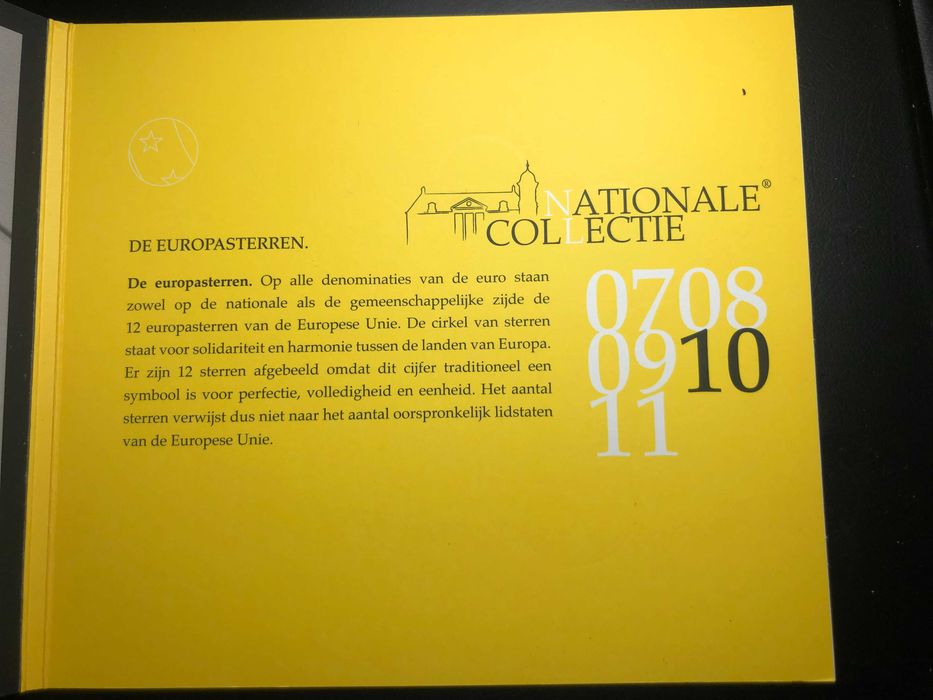 NATIONALE®
COLLECTIE
DE EUROPASTERREN.
De europasterren. Op alle denominaties van de euro staan
zowel op de nationale als de gemeenschappelijke zijde de
12 europasterren van de Europese Unie. De cirkel van sterren
staat voor solidariteit en harmonie tussen de landen van Europa.
Er zijn 12 sterren afgebeeld omdat dit cijfer traditioneel een
symbool is voor perfectie, volledigheid en eenheid. Het aantal
sterren verwijst dus niet naar het aantal oorspronkelijk lidstaten
van de Europese Unie.
0708
0910
11